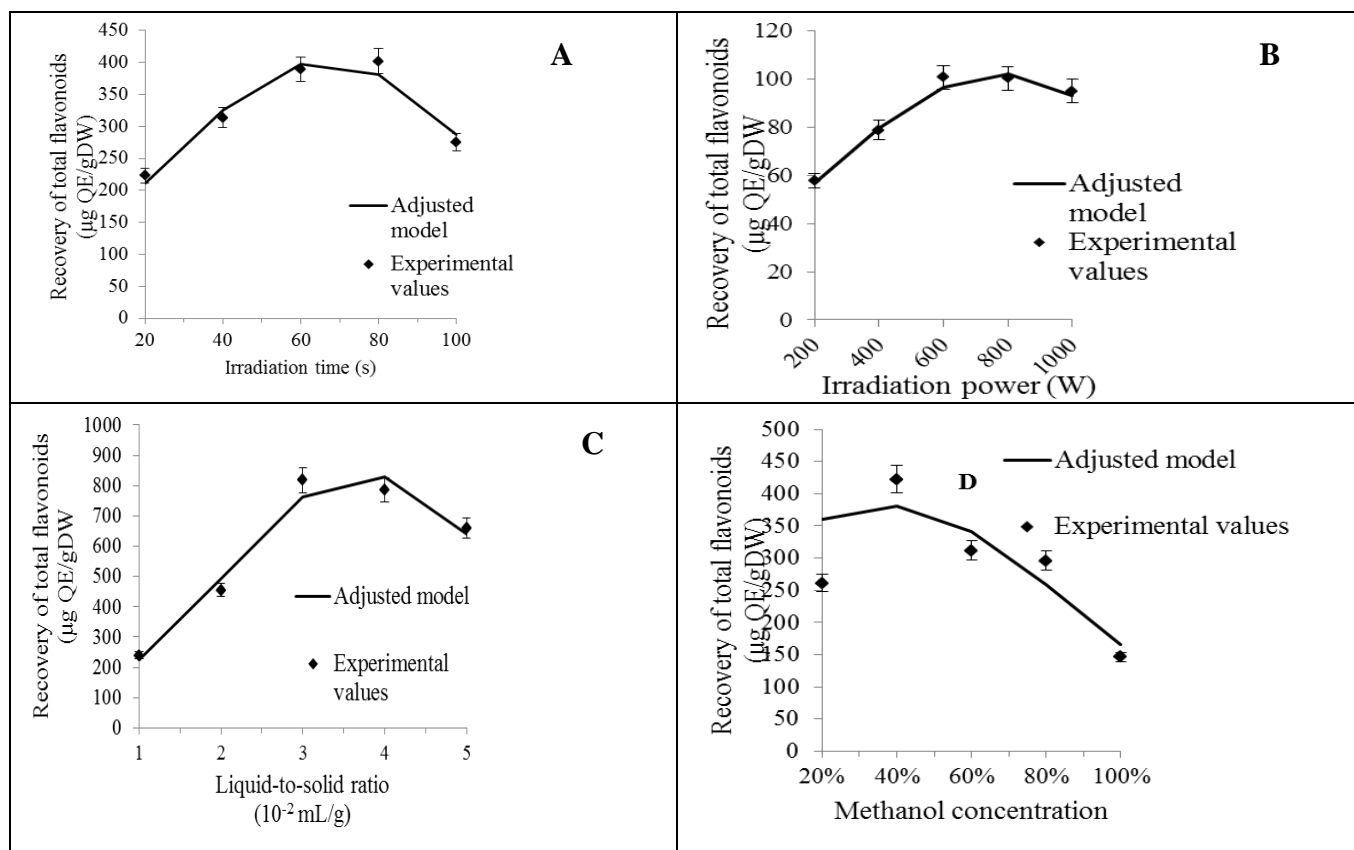 A
Recovery of total flavonoids
(µg QE/gDW)
450
400
350
300
250
200
150
100
50
0
20
40
60
80
100
Irradiation time (s)
Adjusted
model
Experimental
values
B
Recovery of total flavonoids
(µg QE/gDW
120
100
80
60
40
20
0
200
400
600
800
1000
Irradiation power (W)
Adjusted
model
Experimental
values
C
Recovery of total flavonoids
(µg QE/gDW
1000
900
800
700
600
500
400
300
200
100
0
1
2
3
4
5
Liquid-to-solid ratio
(10⁻² mL/g)
Adjusted model
Experimental
values
D
Recovery of total flavonoids
(µg QE/gDW)
500
450
400
350
300
250
200
150
100
50
0
20%
40%
60%
80%
100%
Methanol concentration
Adjusted model
Experimental values